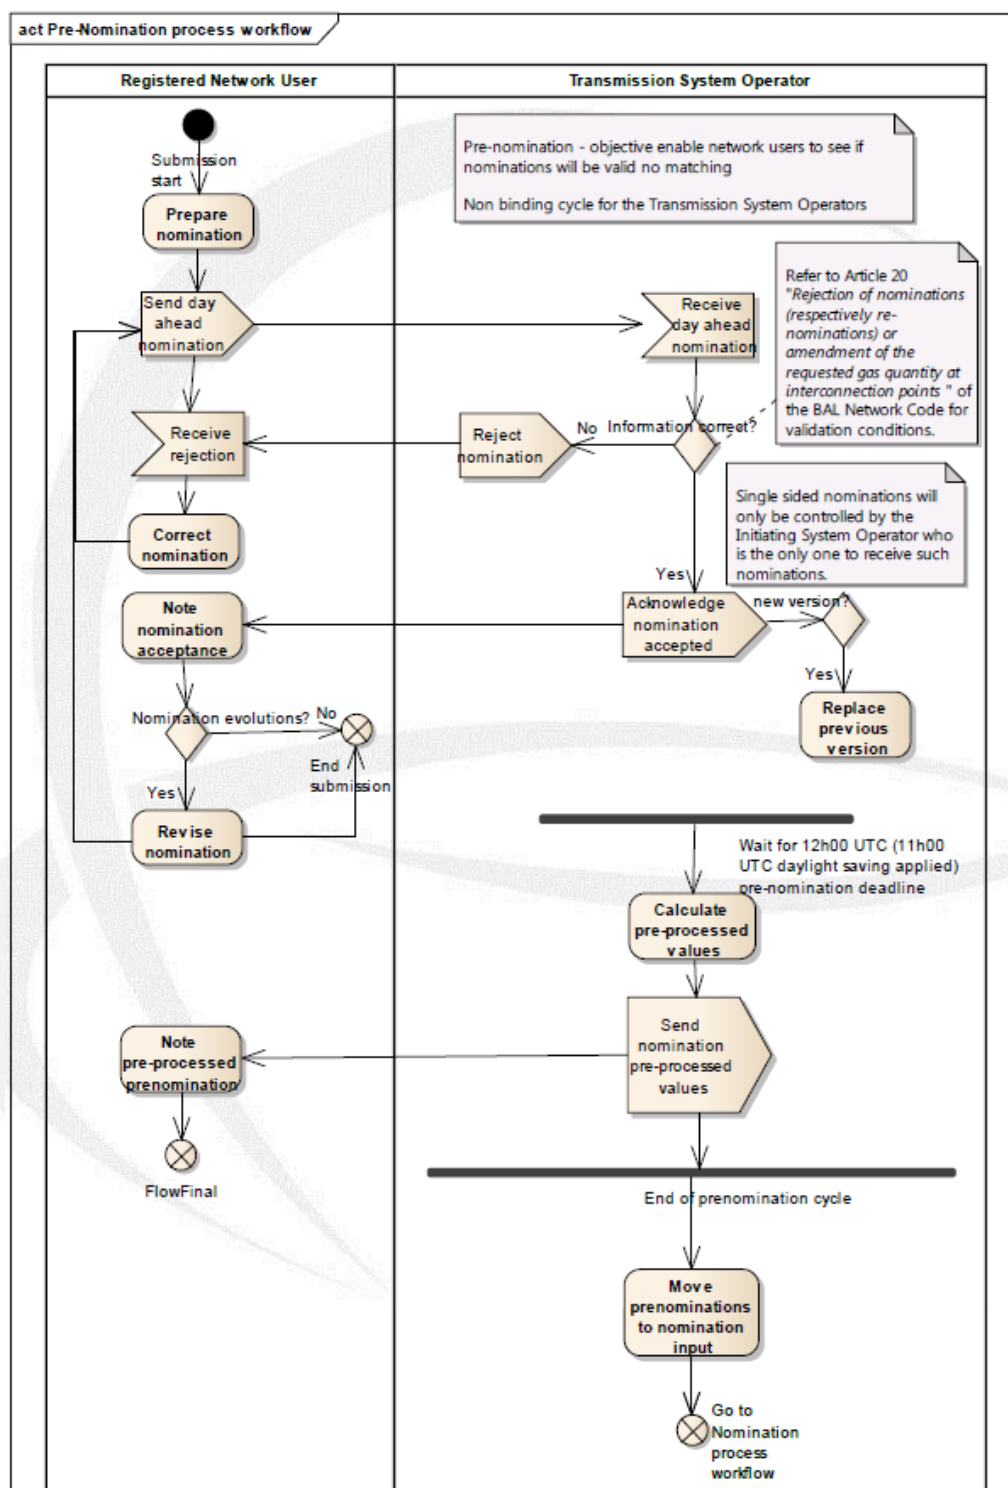 act Pre-Nomination process workflow
Registered Network User
Transmission System Operator
Submission
start
Pre-nomination - objective enable network users to see if
nominations will be valid no matching
Non binding cycle for the Transmission System Operators
Prepare
nomination
Refer to Article 20
"Rejection of nominations
(respectively re-
nominations) or
amendment of the
requested gas quantity at
interconnection points " of
the BAL Network Code for
validation conditions.
Send day
ahead
nomination
Receive
day ahead
nomination
Receive
rejection
Reject
nomination
No
Information correct?
Single sided nominations will
only be controlled by the
Initiating System Operator who
is the only one to receive such
nominations.
Correct
nomination
Yes
Note
nomination
acceptance
Acknowledge
nomination
accepted
new version?
Yes
Replace
previous
version
Nomination evolutions?
No
End
submission
Yes
Revise
nomination
Wait for 12h00 UTC (11h00
UTC daylight saving applied)
pre-nomination deadline
Calculate
pre-processed
values
Send
nomination
pre-processed
values
Note
pre-processed
prenomination
FlowFinal
End of prenomination cycle
Move
prenominations
to nomination
input
Go to
Nomination
process
workflow